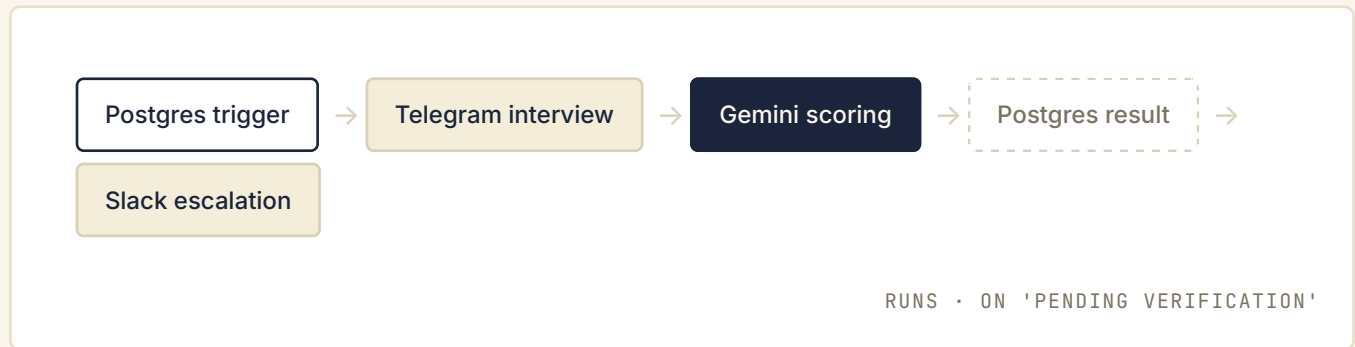 Postgres trigger → Telegram interview → Gemini scoring → Postgres result →
Slack escalation
RUNS · ON 'PENDING VERIFICATION'